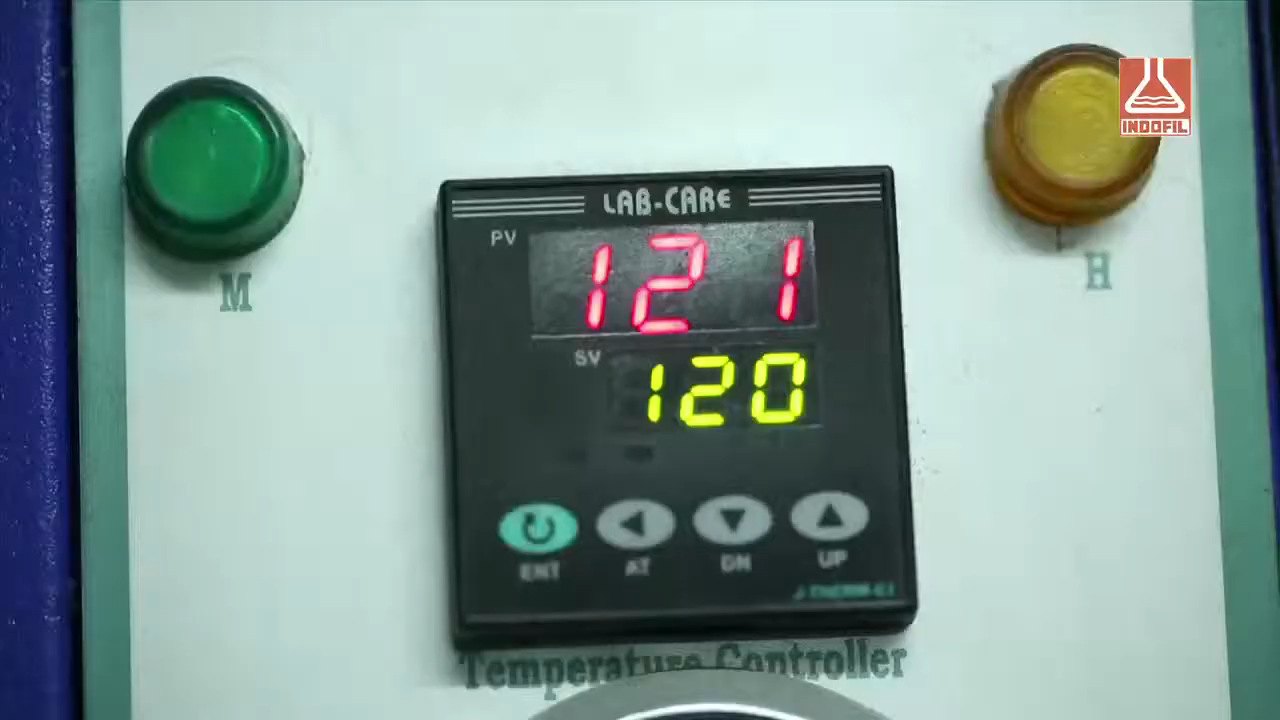 INDOFIL
LAB-CARE
PV
121
SV
120
M
H
ENT
AT
DN
UP
Temperature Controller